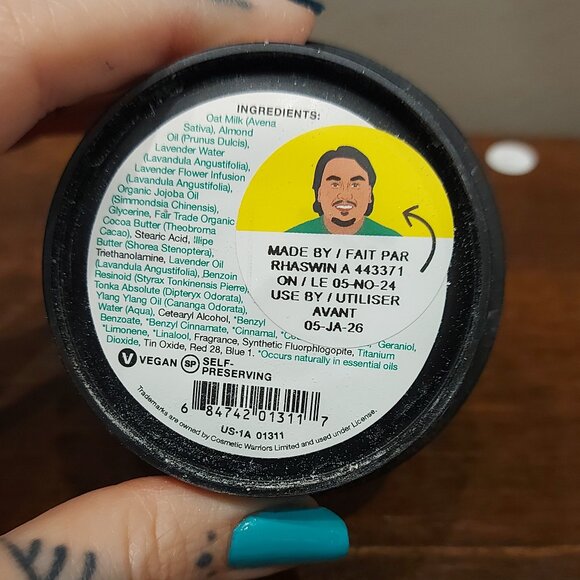 INGREDIENTS:
Oat Milk (Avena
Sativa), Almond
Oil (Prunus Dulcis),
Lavender Water
(Lavandula Angustifolia),
Lavender Flower Infusion
(Lavandula Angustifolia),
Organic Jojoba Oil
(Simmondsia Chinensis),
Glycerine, Fair Trade Organic
Cocoa Butter (Theobroma
Cacao), Stearic Acid, Illipe
Butter (Shorea Stenoptera),
Triethanolamine, Lavender Oil
(Lavandula Angustifolia), Benzoin
Resinoid (Styrax Tonkinensis Pierre),
Tonka Absolute (Dipteryx Odorata),
Ylang Ylang Oil (Cananga Odorata),
Water (Aqua), Cetearyl Alcohol, *Benzyl
Benzoate, *Benzyl Cinnamate, *Cinnamal, Geraniol,
*Limonene, *Linalool, Fragrance, Synthetic Fluorphlogopite, Titanium
Dioxide, Tin Oxide, Red 28, Blue 1. *Occurs naturally in essential oils
MADE BY / FAIT PAR
RHASWIN A 443371
ON / LE 05-NO-24
USE BY / UTILISER
AVANT
05-JA-26
V VEGAN SP SELF-
PRESERVING
6 84742 01311 7
US-1A 01311
Trademarks are owned by Cosmetic Warriors Limited and used under License.